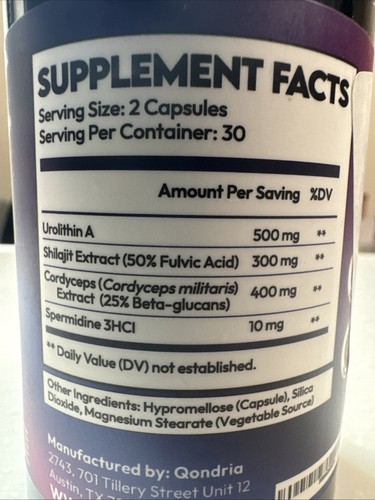 SUPPLEMENT FACTS
Serving Size: 2 Capsules
Serving Per Container: 30
Amount Per Saving %DV
Urolithin A 500 mg **
Shilajit Extract (50% Fulvic Acid) 300 mg **
Cordyceps (Cordyceps militaris)
Extract (25% Beta-glucans) 400 mg **
Spermidine 3HCl 10 mg **
** Daily Value (DV) not established.
Other Ingredients: Hypromellose (Capsule), Silica
Dioxide, Magnesium Stearate (Vegetable Source)
Manufactured by: Qondria
2743, 701 Tillery Street Unit 12
Austin, TX